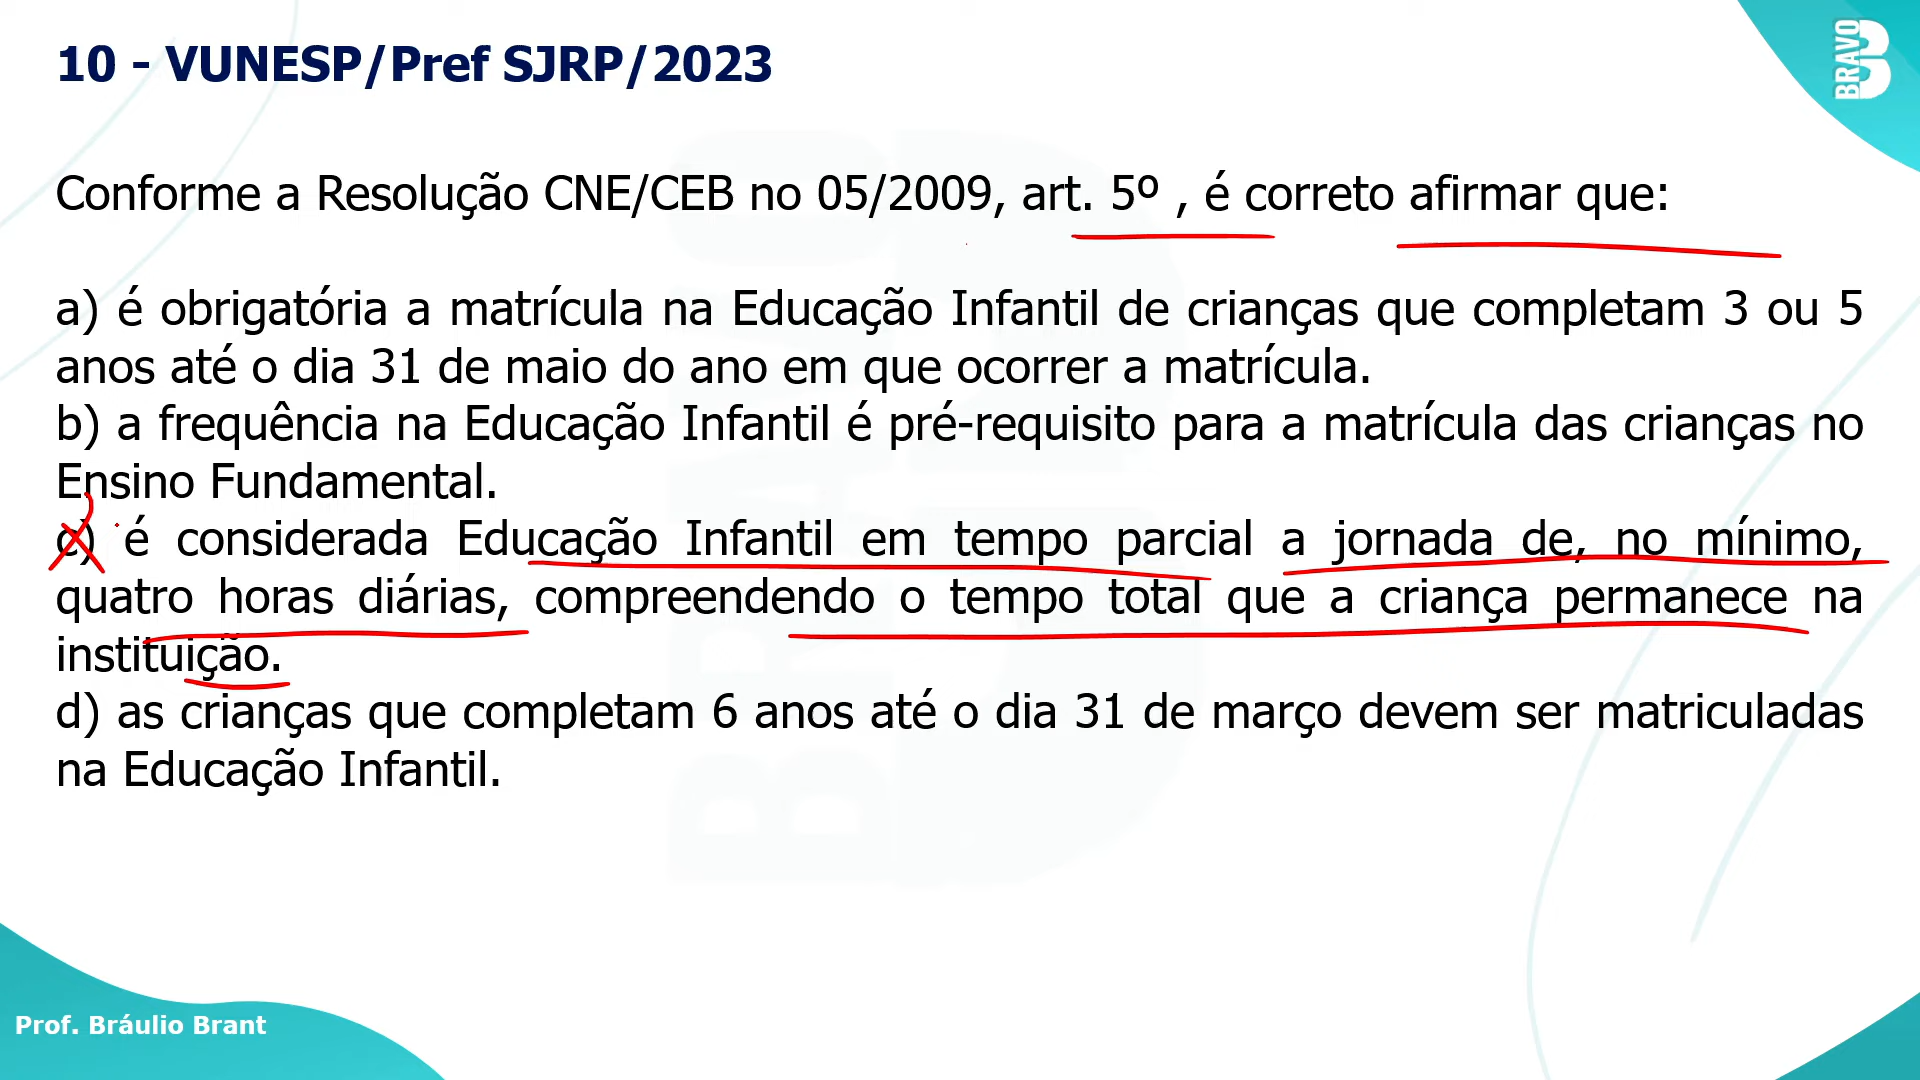 10 - VUNESP/Pref SJRP/2023
BRAVO
Conforme a Resolução CNE/CEB no 05/2009, art. 5º , é correto afirmar que:
a) é obrigatória a matrícula na Educação Infantil de crianças que completam 3 ou 5
anos até o dia 31 de maio do ano em que ocorrer a matrícula.
b) a frequência na Educação Infantil é pré-requisito para a matrícula das crianças no
Ensino Fundamental.
c) é considerada Educação Infantil em tempo parcial a jornada de, no mínimo,
quatro horas diárias, compreendendo o tempo total que a criança permanece na
instituição.
d) as crianças que completam 6 anos até o dia 31 de março devem ser matriculadas
na Educação Infantil.
Prof. Bráulio Brant